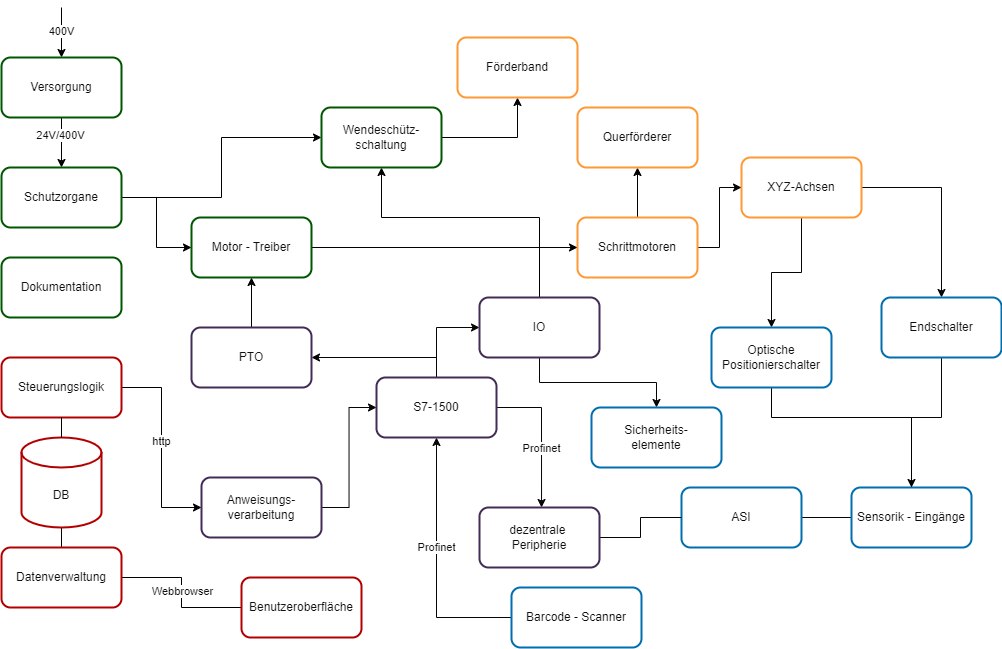 400V
Versorgung
24V/400V
Schutzorgane
Dokumentation
Wendeschütz-
schaltung
Förderband
Querförderer
XYZ-Achsen
Motor - Treiber
Schrittmotoren
PTO
IO
Optische
Positionierschalter
Endschalter
Steuerungslogik
S7-1500
Sicherheits-
elemente
http
Profinet
DB
Anweisungs-
verarbeitung
dezentrale
Peripherie
ASI
Sensorik - Eingänge
Profinet
Datenverwaltung
Webbrowser
Benutzeroberfläche
Barcode - Scanner